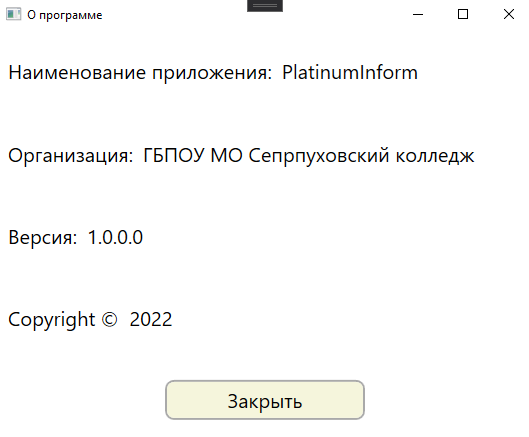 О программе
Наименование приложения: PlatinumInform
Организация: ГБПОУ МО Сепрпуховский колледж
Версия: 1.0.0.0
Copyright © 2022
Закрыть